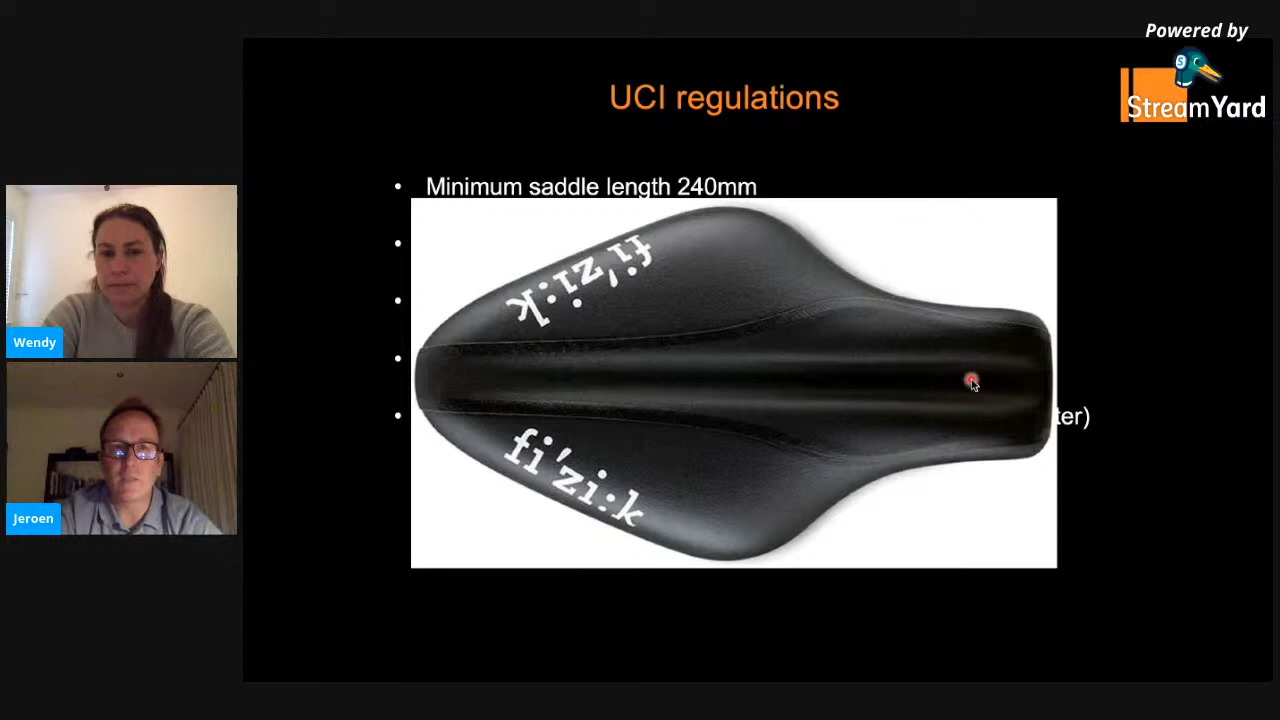 Powered by
StreamYard
UCI regulations
• Minimum saddle length 240mm
fi'zi:k
ter)
fi'zi:k
Wendy
Jeroen